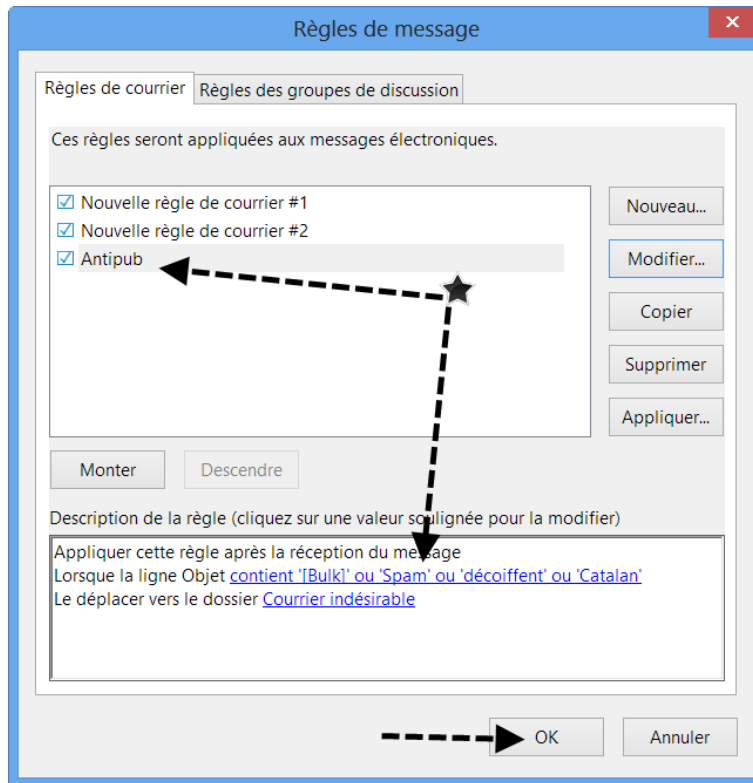 Règles de message
Règles de courrier Règles des groupes de discussion
Ces règles seront appliquées aux messages électroniques.
Nouvelle règle de courrier #1
Nouvelle règle de courrier #2
Antipub
Nouveau...
Modifier...
Copier
Supprimer
Appliquer...
Monter Descendre
Description de la règle (cliquez sur une valeur soulignée pour la modifier)
Appliquer cette règle après la réception du message
Lorsque la ligne Objet contient '[Bulk]' ou 'Spam' ou 'décoiffent' ou 'Catalan'
Le déplacer vers le dossier Courrier indésirable
OK Annuler